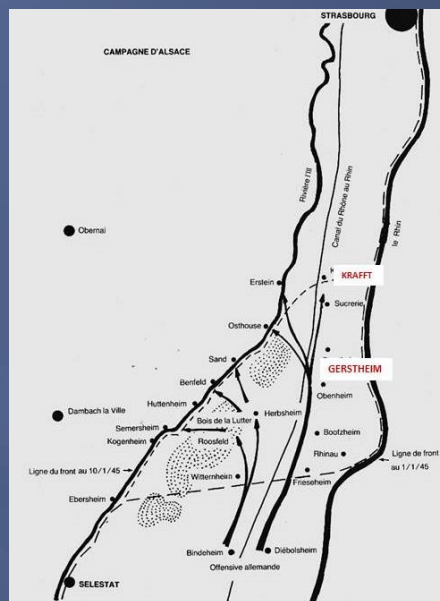 STRASBOURG
CAMPAGNE D'ALSACE
Rivière l'Ill
Canal du Rhône au Rhin
le Rhin
Obernai
Erstein
KRAFFT
Sucrerie
Osthouse
Sand
GERSTHEIM
Benfeld
Obenheim
Dambach la Ville
Huttenheim
Herbsheim
Semersheim
Bois de la Lutter
Boofzheim
Kogenheim
Roosfeld
Rhinau
Ligne de front
au 1/1/45
Ligne du front au 10/1/45
Witternheim
Frieseheim
Ebersheim
Bindeheim
Diébolsheim
Offensive allemande
SELESTAT